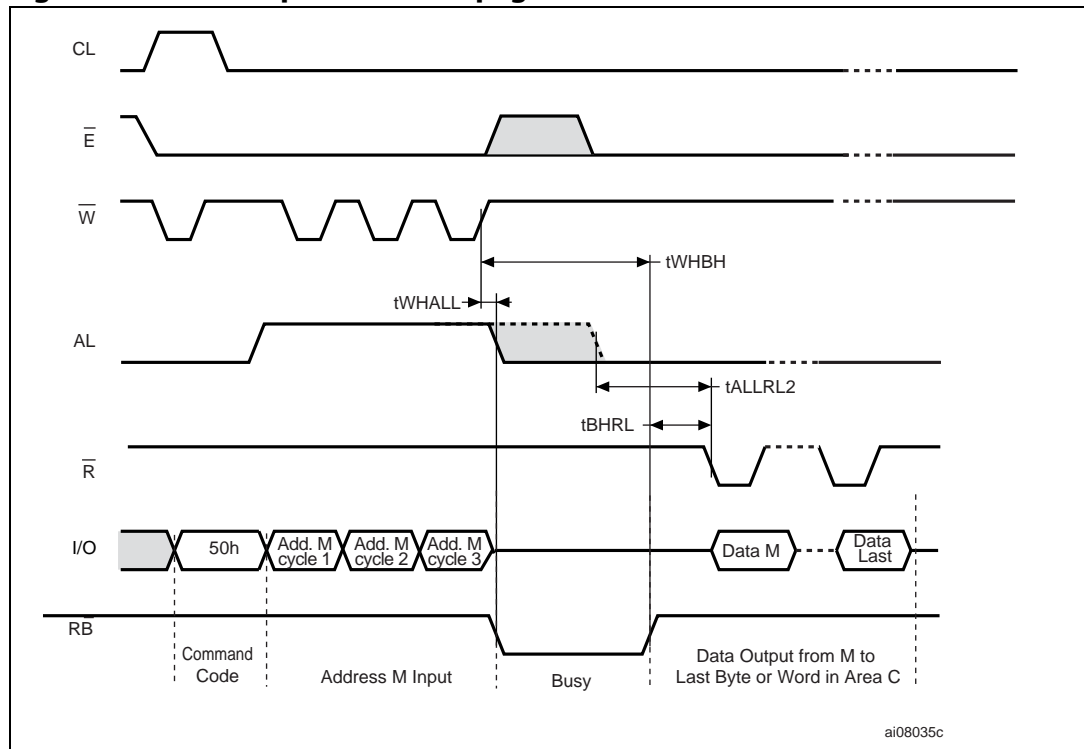 CL
E
W
tWHBH
tWHALL
AL
tALLRL2
tBHRL
R
I/O
50h
Add. M
cycle 1
Add. M
cycle 2
Add. M
cycle 3
Data M
Data
Last
RB
Command
Code
Address M Input
Busy
Data Output from M to
Last Byte or Word in Area C
ai08035c